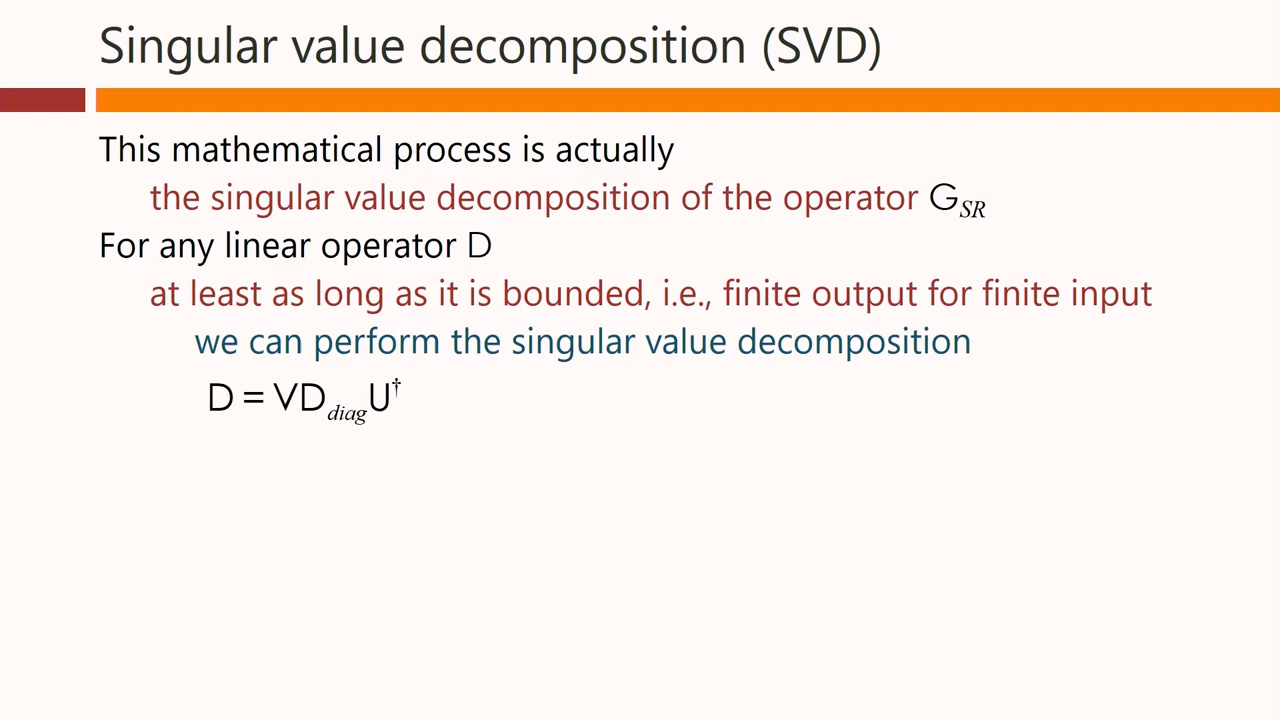 Singular value decomposition (SVD)
This mathematical process is actually
the singular value decomposition of the operator G_SR
For any linear operator D
at least as long as it is bounded, i.e., finite output for finite input
we can perform the singular value decomposition
D = VD_diag U†